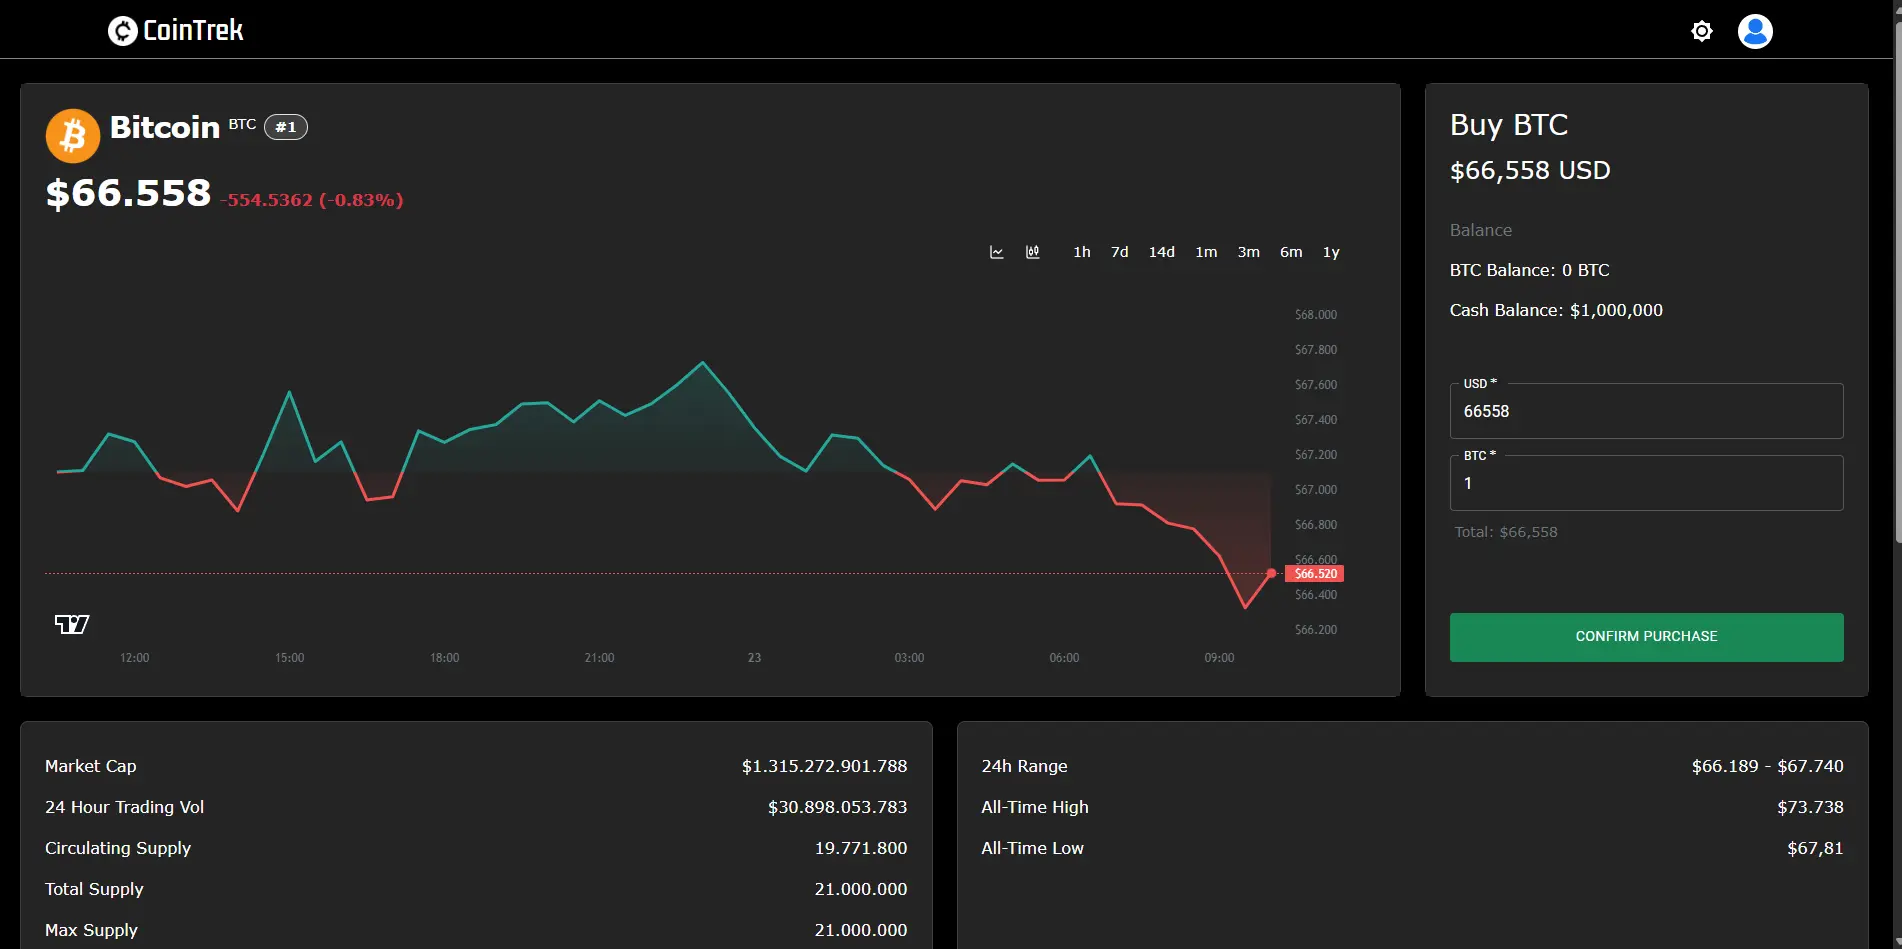 CoinTrek
Bitcoin BTC #1
$66.558 -554.5362 (-0.83%)
1h 7d 14d 1m 3m 6m 1y
$68.000
$67.800
$67.600
$67.400
$67.200
$67.000
$66.800
$66.600
$66.520
$66.400
$66.200
12:00 15:00 18:00 21:00 23 03:00 06:00 09:00
Buy BTC
$66,558 USD
Balance
BTC Balance: 0 BTC
Cash Balance: $1,000,000
USD *
66558
BTC *
1
Total: $66,558
CONFIRM PURCHASE
Market Cap $1.315.272.901.788
24 Hour Trading Vol $30.898.053.783
Circulating Supply 19.771.800
Total Supply 21.000.000
Max Supply 21.000.000
24h Range $66.189 - $67.740
All-Time High $73.738
All-Time Low $67,81